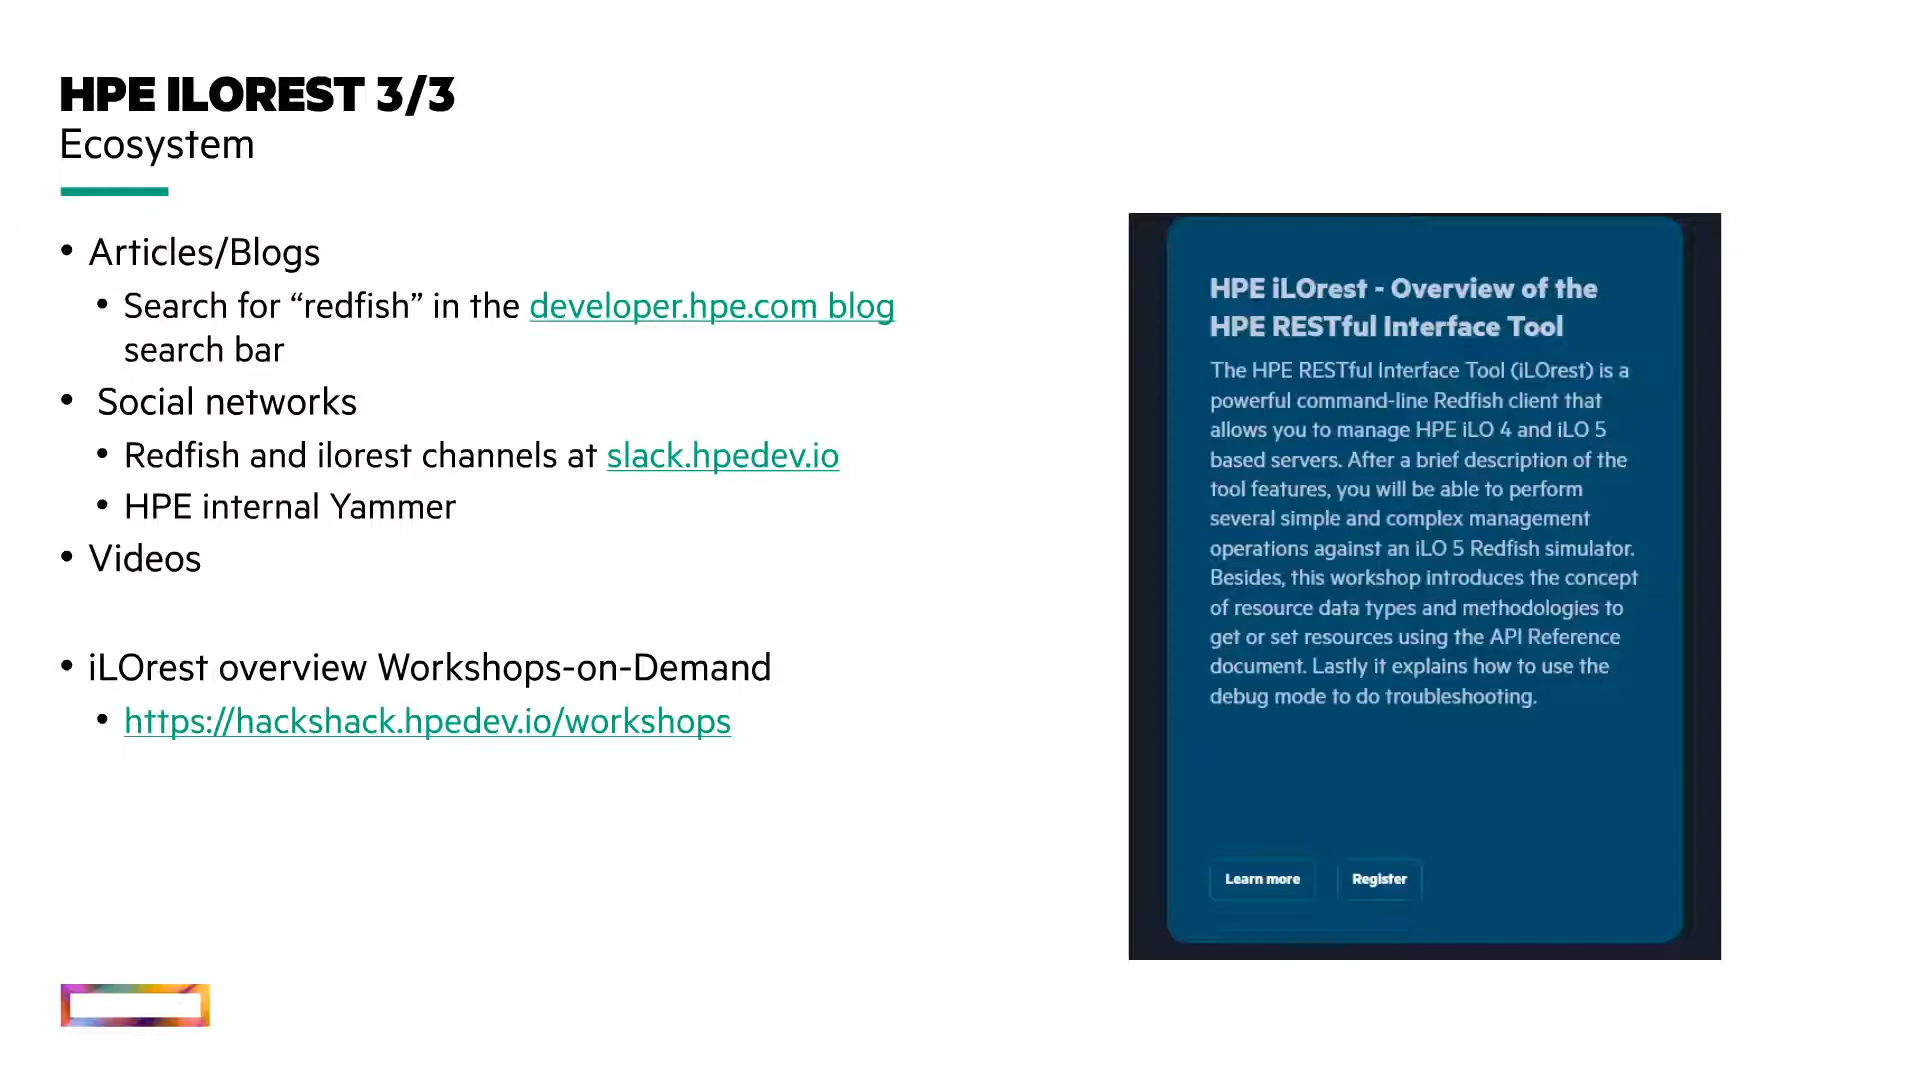 HPE ILOREST 3/3
Ecosystem
• Articles/Blogs
• Search for “redfish” in the developer.hpe.com blog
search bar
• Social networks
• Redfish and ilorest channels at slack.hpedev.io
• HPE internal Yammer
• Videos
• iLOrest overview Workshops-on-Demand
• https://hackshack.hpedev.io/workshops
HPE iLOrest - Overview of the
HPE RESTful Interface Tool
The HPE RESTful Interface Tool (iLOrest) is a
powerful command-line Redfish client that
allows you to manage HPE iLO 4 and iLO 5
based servers. After a brief description of the
tool features, you will be able to perform
several simple and complex management
operations against an iLO 5 Redfish simulator.
Besides, this workshop introduces the concept
of resource data types and methodologies to
get or set resources using the API Reference
document. Lastly it explains how to use the
debug mode to do troubleshooting.
Learn more
Register